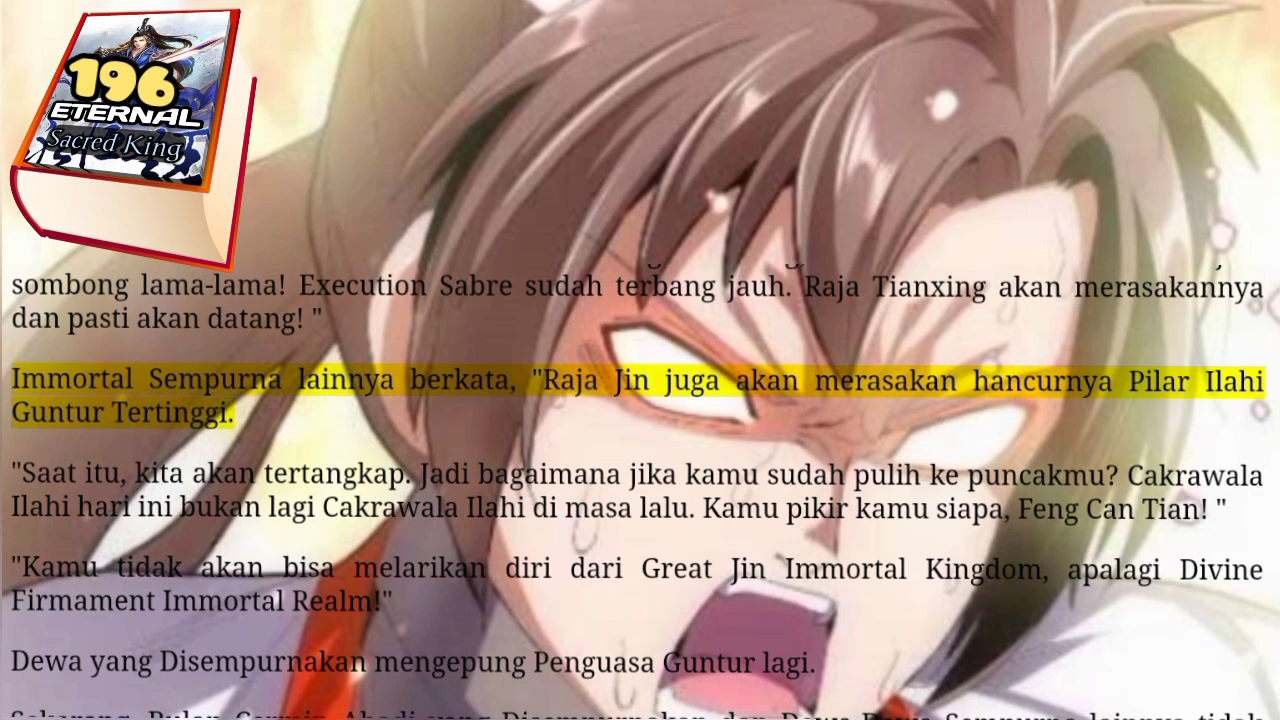 196
ETERNAL
Sacred King
sombong lama-lama! Execution Sabre sudah terbang jauh. Raja Tianxing akan merasakannya
dan pasti akan datang! "
Immortal Sempurna lainnya berkata, "Raja Jin juga akan merasakan hancurnya Pilar Ilahi
Guntur Tertinggi.
"Saat itu, kita akan tertangkap. Jadi bagaimana jika kamu sudah pulih ke puncakmu? Cakrawala
Ilahi hari ini bukan lagi Cakrawala Ilahi di masa lalu. Kamu pikir kamu siapa, Feng Can Tian! "
"Kamu tidak akan bisa melarikan diri dari Great Jin Immortal Kingdom, apalagi Divine
Firmament Immortal Realm!"
Dewa yang Disempurnakan mengepung Penguasa Guntur lagi.